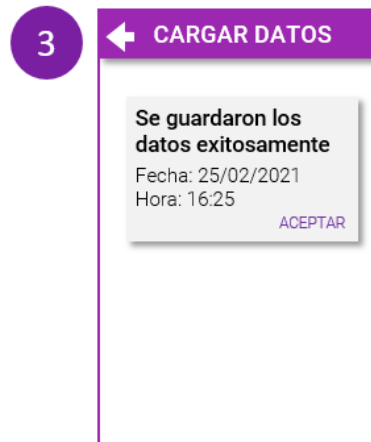 3
CARGAR DATOS
Se guardaron los
datos exitosamente
Fecha: 25/02/2021
Hora: 16:25
ACEPTAR